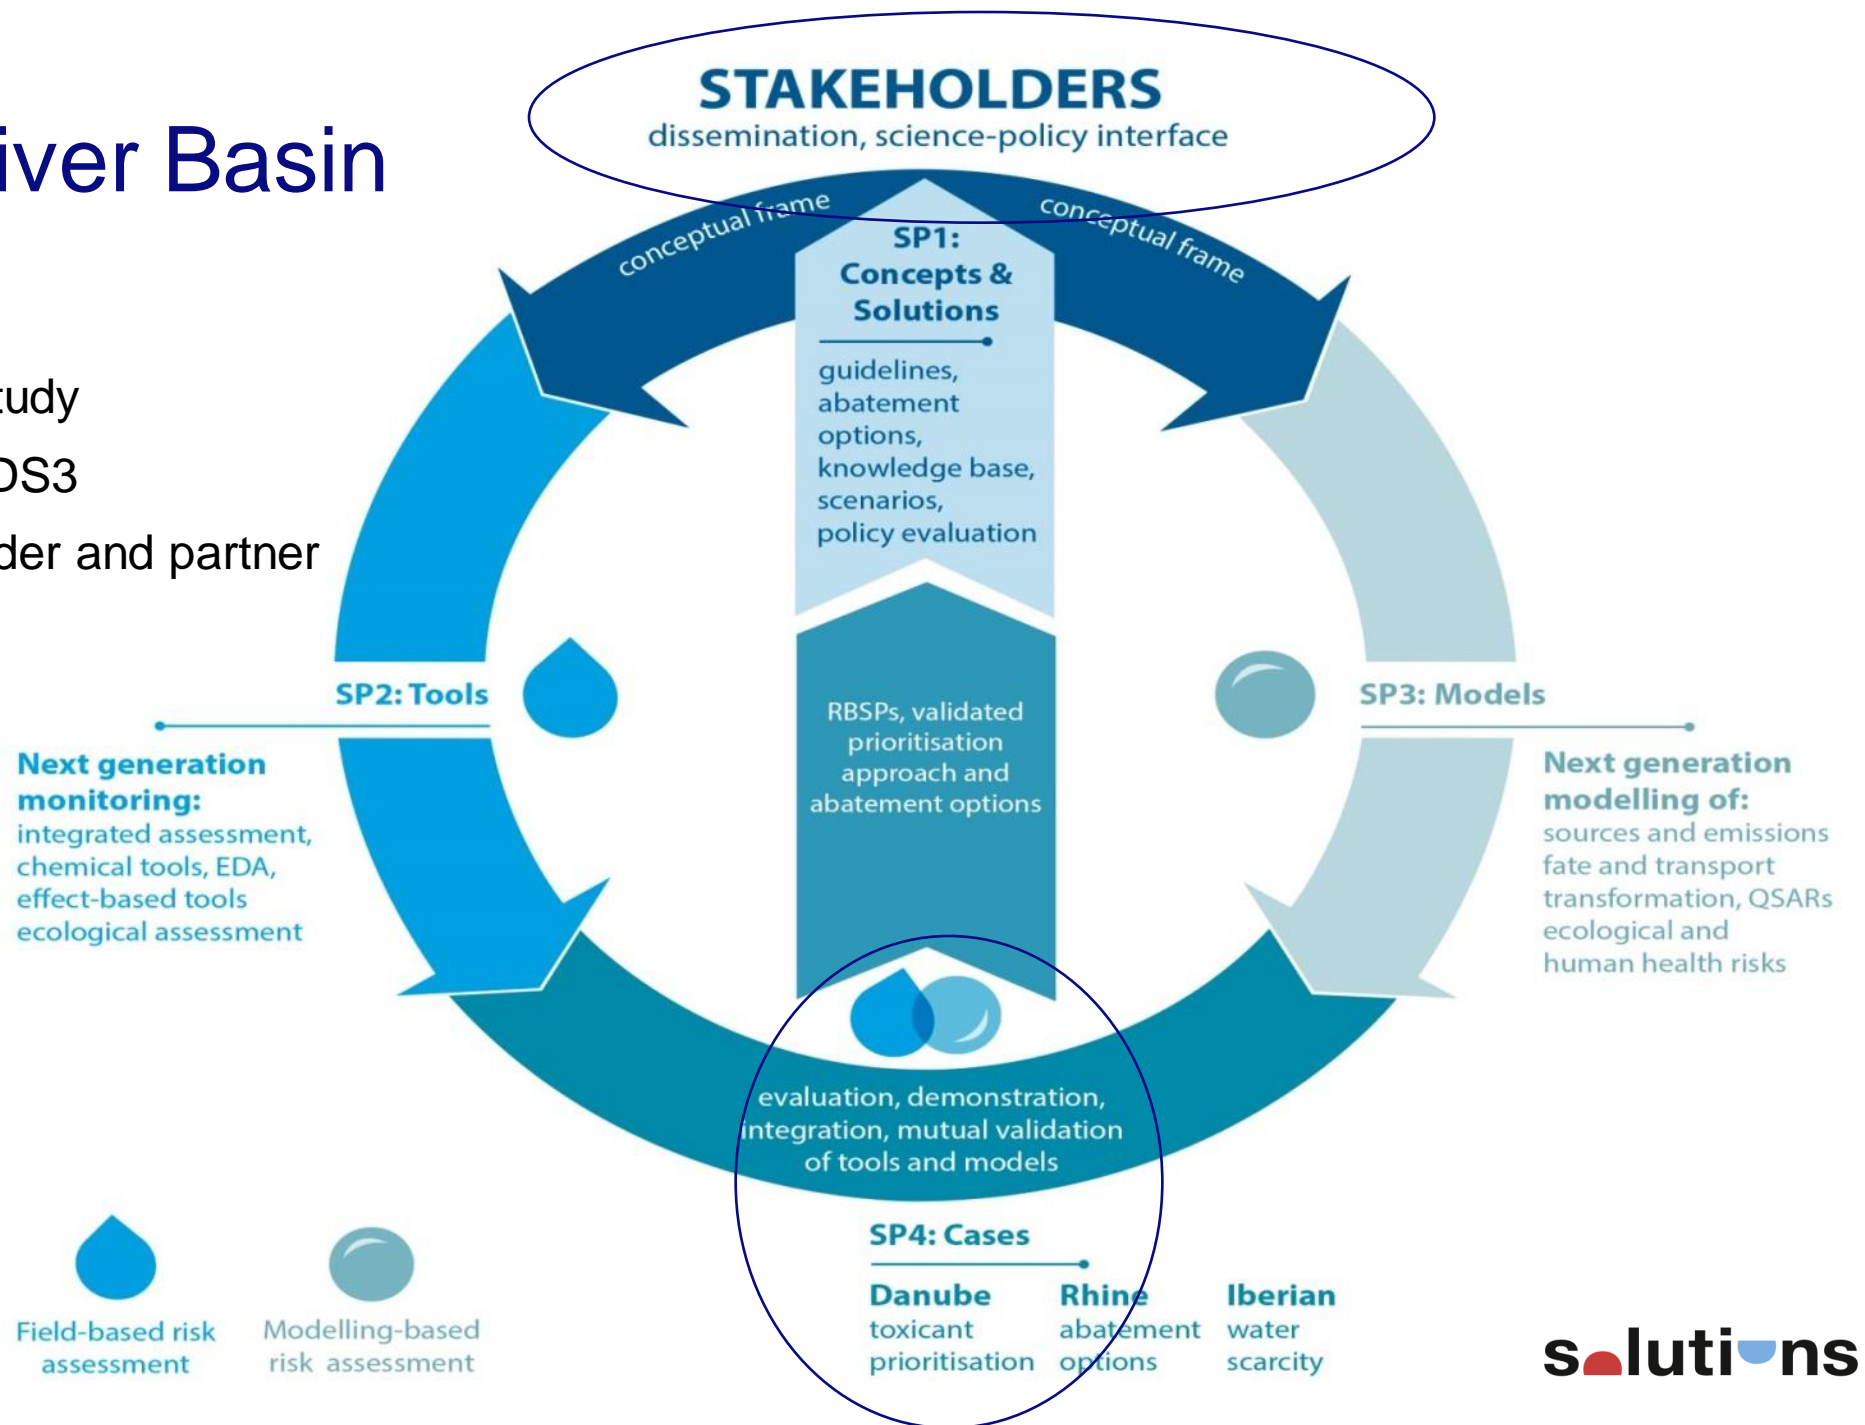 STAKEHOLDERS
dissemination, science-policy interface
iver Basin
conceptual frame
conceptual frame
SP1:
Concepts &
Solutions
guidelines,
abatement
options,
knowledge base,
scenarios,
policy evaluation
tudy
DS3
der and partner
SP2: Tools
Next generation
monitoring:
integrated assessment,
chemical tools, EDA,
effect-based tools
ecological assessment
RBSPs, validated
prioritisation
approach and
abatement options
SP3: Models
Next generation
modelling of:
sources and emissions
fate and transport
transformation, QSARs
ecological and
human health risks
evaluation, demonstration,
integration, mutual validation
of tools and models
SP4: Cases
Danube
toxicant
prioritisation
Rhine
abatement
options
Iberian
water
scarcity
Field-based risk
assessment
Modelling-based
risk assessment
solutions